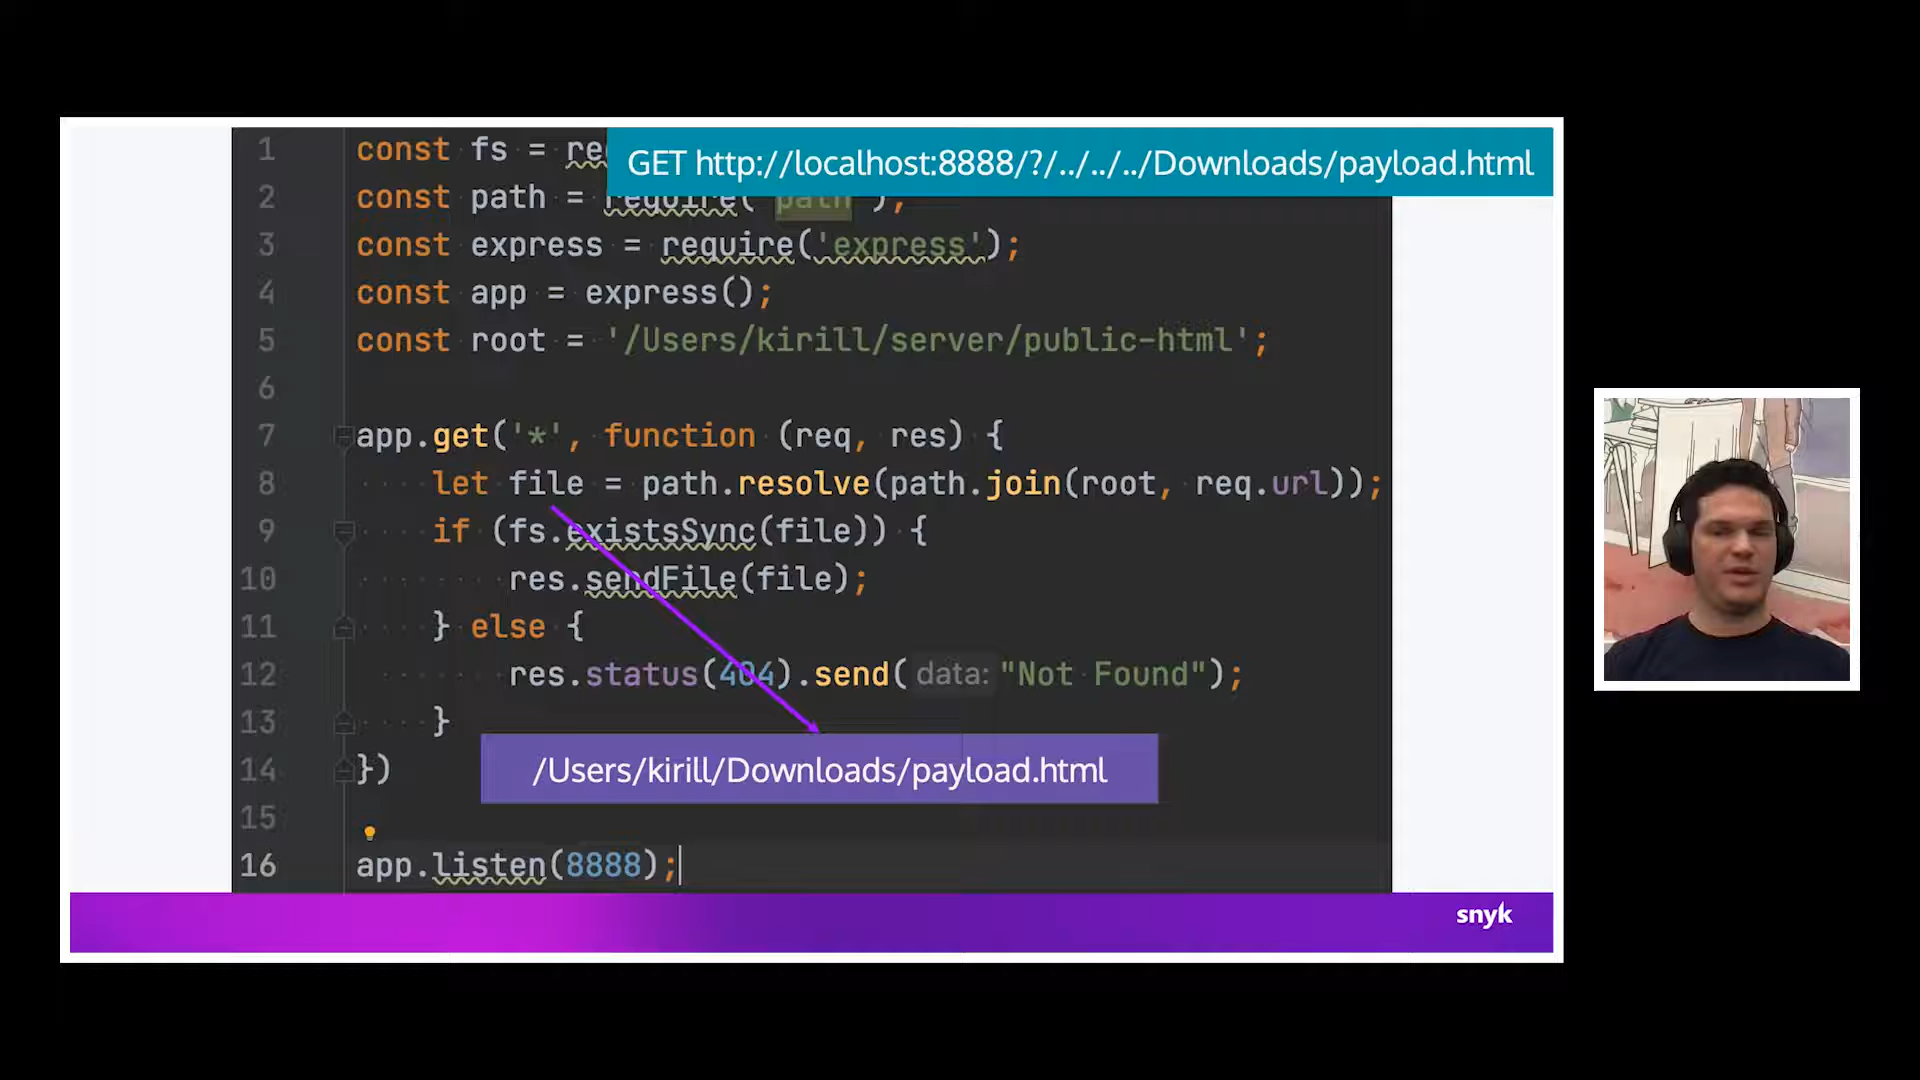 1 const fs = re
GET http://localhost:8888/?/../../../Downloads/payload.html
2 const path = require('path');
3 const express = require('express');
4 const app = express();
5 const root = '/Users/kirill/server/public-html';
6
7 app.get('*', function (req, res) {
8 let file = path.resolve(path.join(root, req.url));
9 if (fs.existsSync(file)) {
10 res.sendFile(file);
11 } else {
12 res.status(404).send( data: "Not Found");
13 }
14 })
/Users/kirill/Downloads/payload.html
15
16 app.listen(8888);
snyk